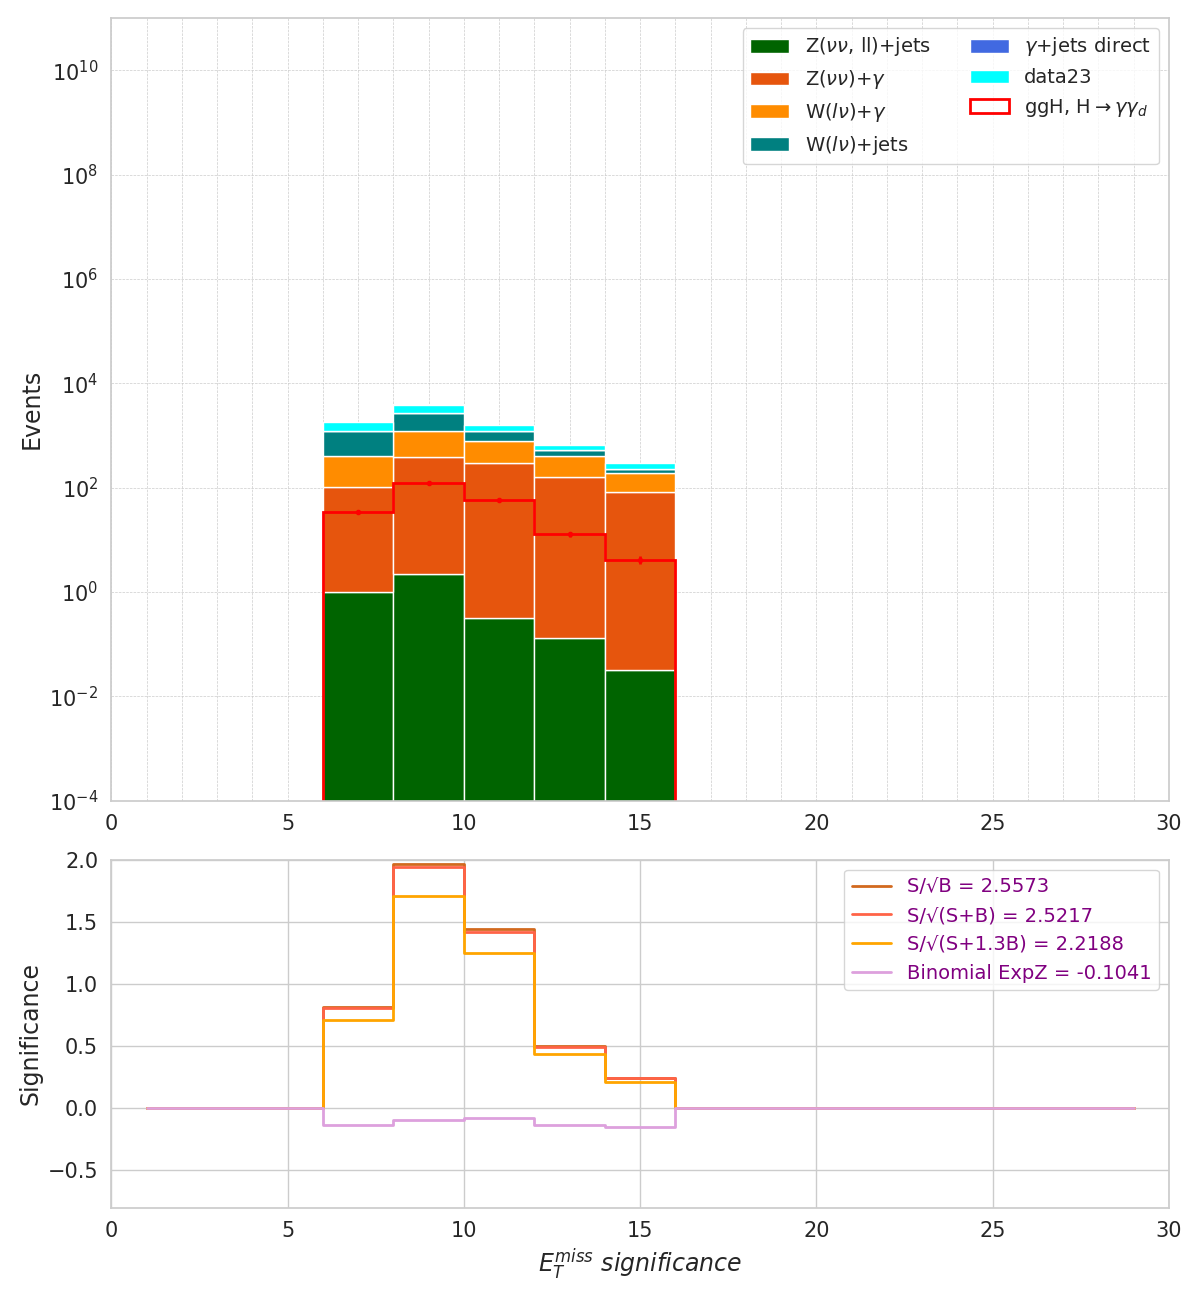 Z(νν, ll)+jets
Z(νν)+γ
W(lν)+γ
W(lν)+jets
γ+jets direct
data23
ggH, H→γγ_d
Events
10^10
10^8
10^6
10^4
10^2
10^0
10^−2
10^−4
0 5 10 15 20 25 30
Significance
2.0
1.5
1.0
0.5
0.0
−0.5
S/√B = 2.5573
S/√(S+B) = 2.5217
S/√(S+1.3B) = 2.2188
Binomial ExpZ = -0.1041
0 5 10 15 20 25 30
E_T^miss significance